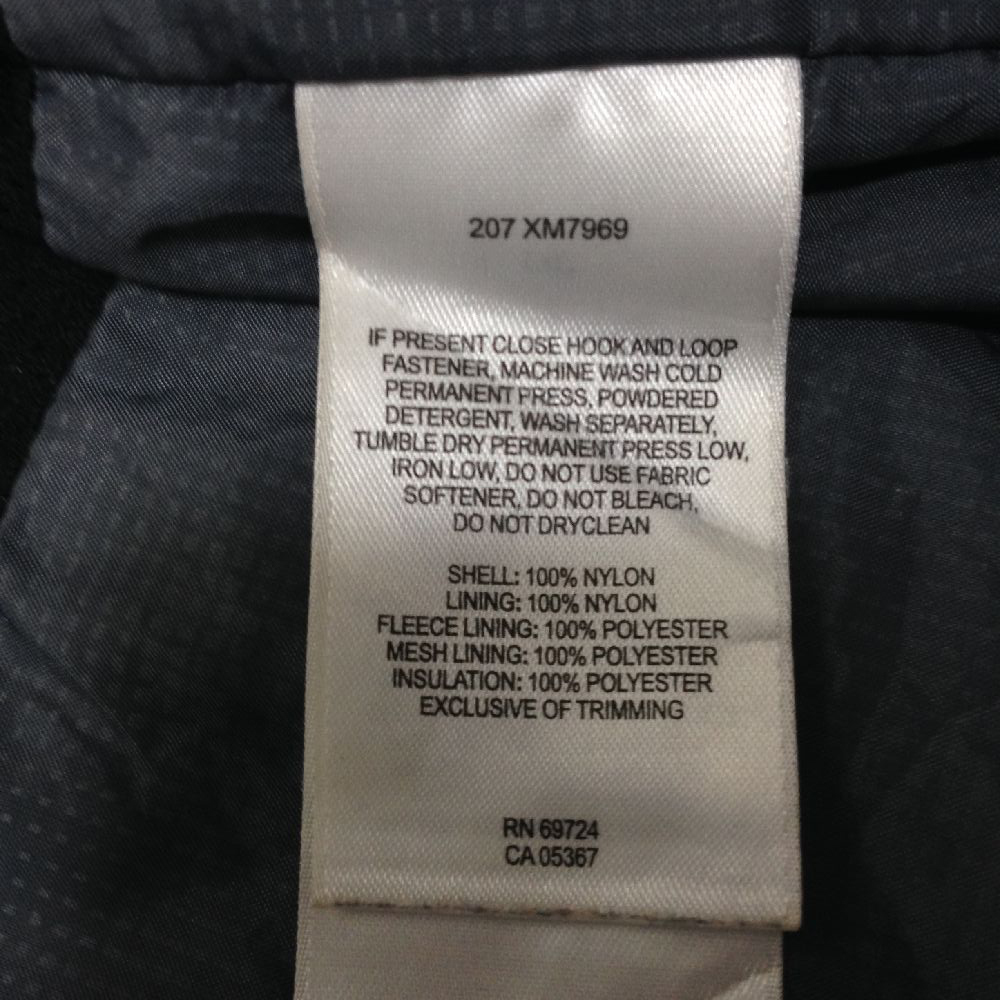 207 XM7969
IF PRESENT CLOSE HOOK AND LOOP
FASTENER, MACHINE WASH COLD
PERMANENT PRESS, POWDERED
DETERGENT, WASH SEPARATELY,
TUMBLE DRY PERMANENT PRESS LOW,
IRON LOW, DO NOT USE FABRIC
SOFTENER, DO NOT BLEACH,
DO NOT DRYCLEAN
SHELL: 100% NYLON
LINING: 100% NYLON
FLEECE LINING: 100% POLYESTER
MESH LINING: 100% POLYESTER
INSULATION: 100% POLYESTER
EXCLUSIVE OF TRIMMING
RN 69724
CA 05367